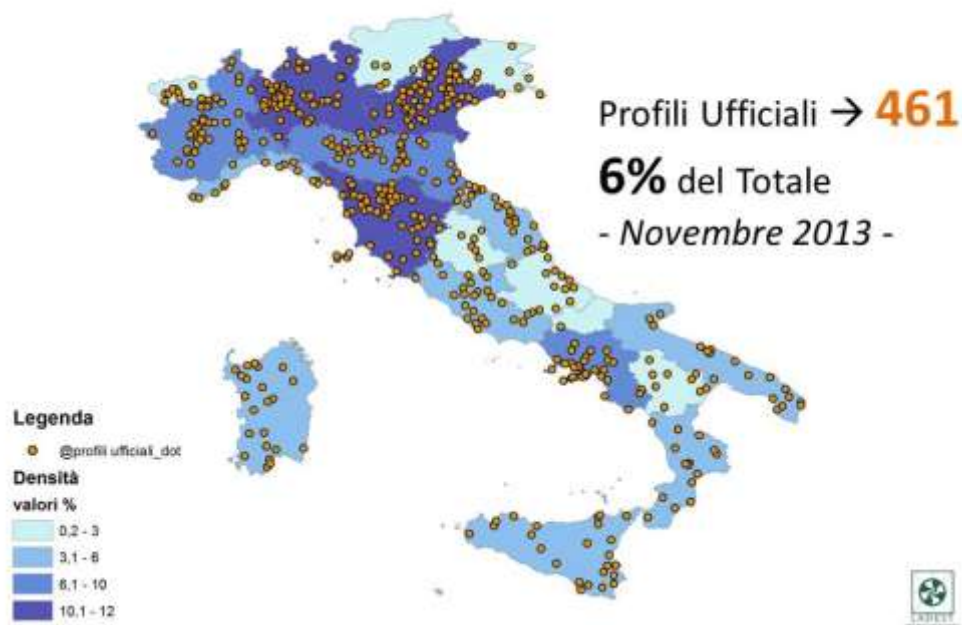 Profili Ufficiali → 461
6% del Totale
- Novembre 2013 -
Legenda
@profili ufficiali_dot
Densità
valori %
0,2 - 3
3,1 - 6
6,1 - 10
10,1 - 12
LADEST